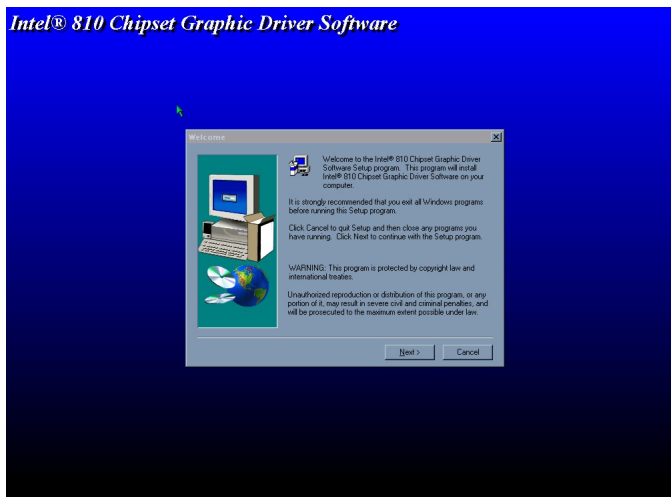 Intel® 810 Chipset Graphic Driver Software
Welcome
Welcome to the Intel® 810 Chipset Graphic Driver
Software Setup program. This program will install
Intel® 810 Chipset Graphic Driver Software on your
computer.
It is strongly recommended that you exit all Windows programs
before running this Setup program.
Click Cancel to quit Setup and then close any programs you
have running. Click Next to continue with the Setup program.
WARNING: This program is protected by copyright law and
international treaties.
Unauthorized reproduction or distribution of this program, or any
portion of it, may result in severe civil and criminal penalties, and
will be prosecuted to the maximum extent possible under law.
Next >
Cancel